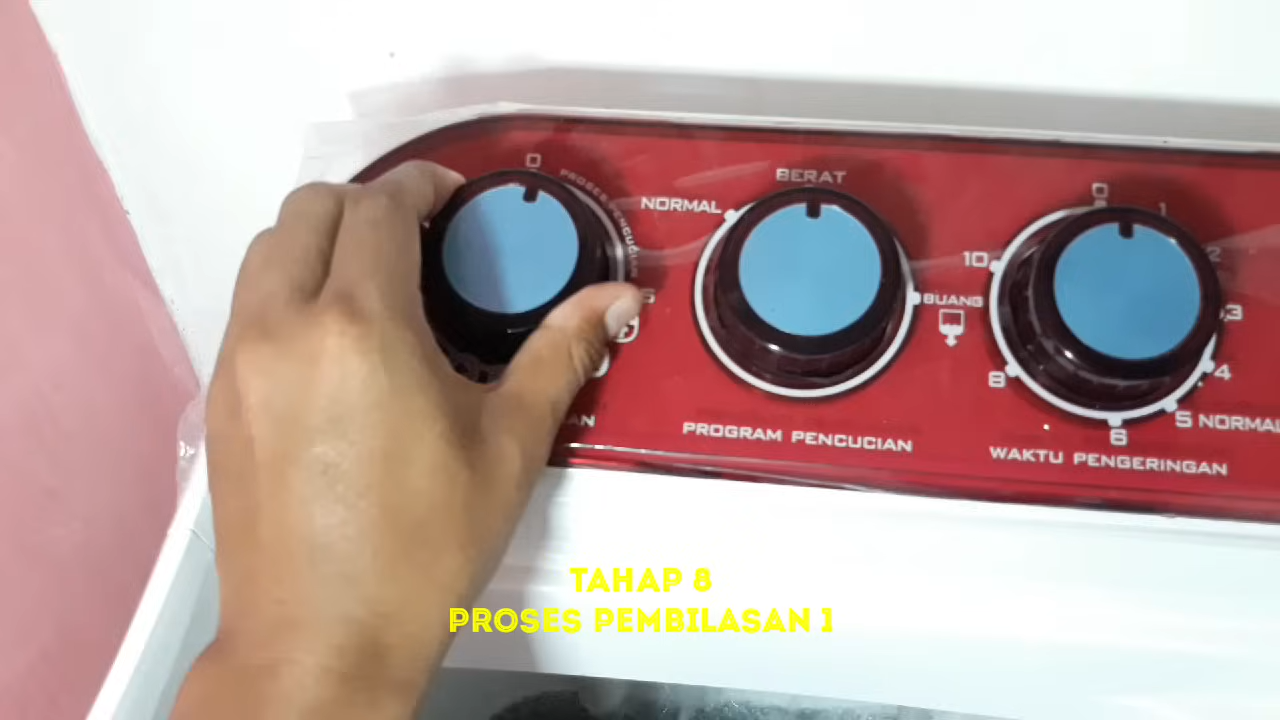 0
PROSES PENCUCIAN
NORMAL
BERAT
BUANG
PROGRAM PENCUCIAN
0
1
2
3
4
5 NORMAL
6
8
10
WAKTU PENGERINGAN
TAHAP 8
PROSES PEMBILASAN 1